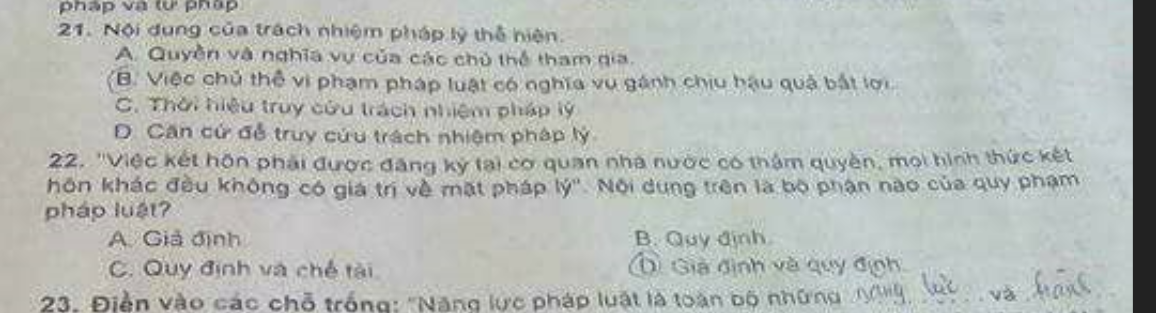 pháp và tư pháp
21. Nội dung của trách nhiệm pháp lý thể hiện.
A. Quyền và nghĩa vụ của các chủ thể tham gia.
B. Việc chủ thể vi phạm pháp luật có nghĩa vụ gánh chịu hậu quả bất lợi.
C. Thời hiệu truy cứu trách nhiệm pháp lý
D. Căn cứ để truy cứu trách nhiệm pháp lý.
22. "Việc kết hôn phải được đăng ký tại cơ quan nhà nước có thẩm quyền, mọi hình thức kết
hôn khác đều không có giá trị về mặt pháp lý". Nội dung trên là bộ phận nào của quy phạm
pháp luật?
A. Giả định
B. Quy định.
C. Quy định và chế tài.
D. Giả định và quy định.
23. Điền vào các chỗ trống: "Năng lực pháp luật là toàn bộ những năng lực và hành